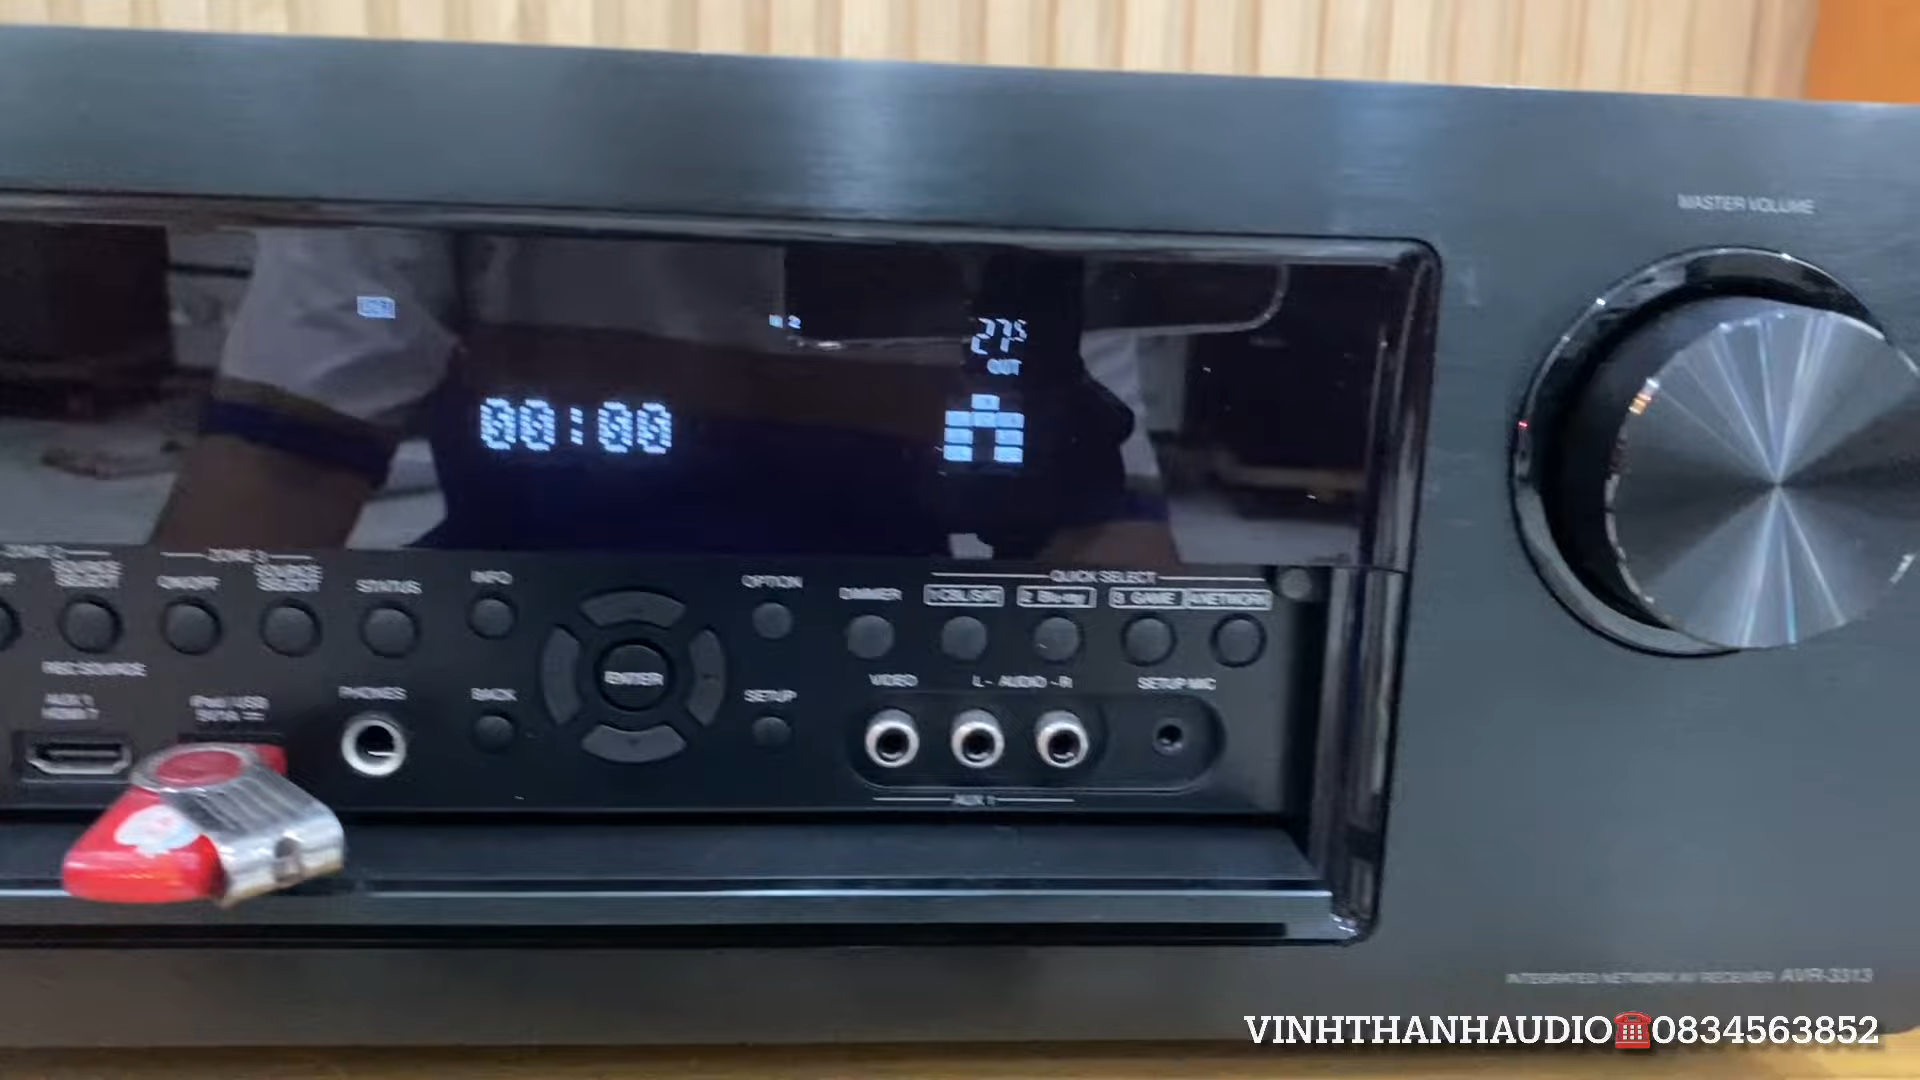 MASTER VOLUME
27.5
OUT
00:00
ZONE 2
ZONE 3
SOURCE SELECT
ON/OFF
SOURCE SELECT
STATUS
INFO
OPTION
DIMMER
QUICK SELECT
1 CBL/SAT
2 Blu-ray
3 GAME
4 NETWORK
REC SOURCE
ENTER
AUX 1
HDMI 7
iPod / USB
5V/1A
PHONES
BACK
SETUP
VIDEO
L - AUDIO - R
SETUP MIC
AUX 1
INTEGRATED NETWORK AV RECEIVER AVR-3313
VINHTHANHAUDIO☎️0834563852